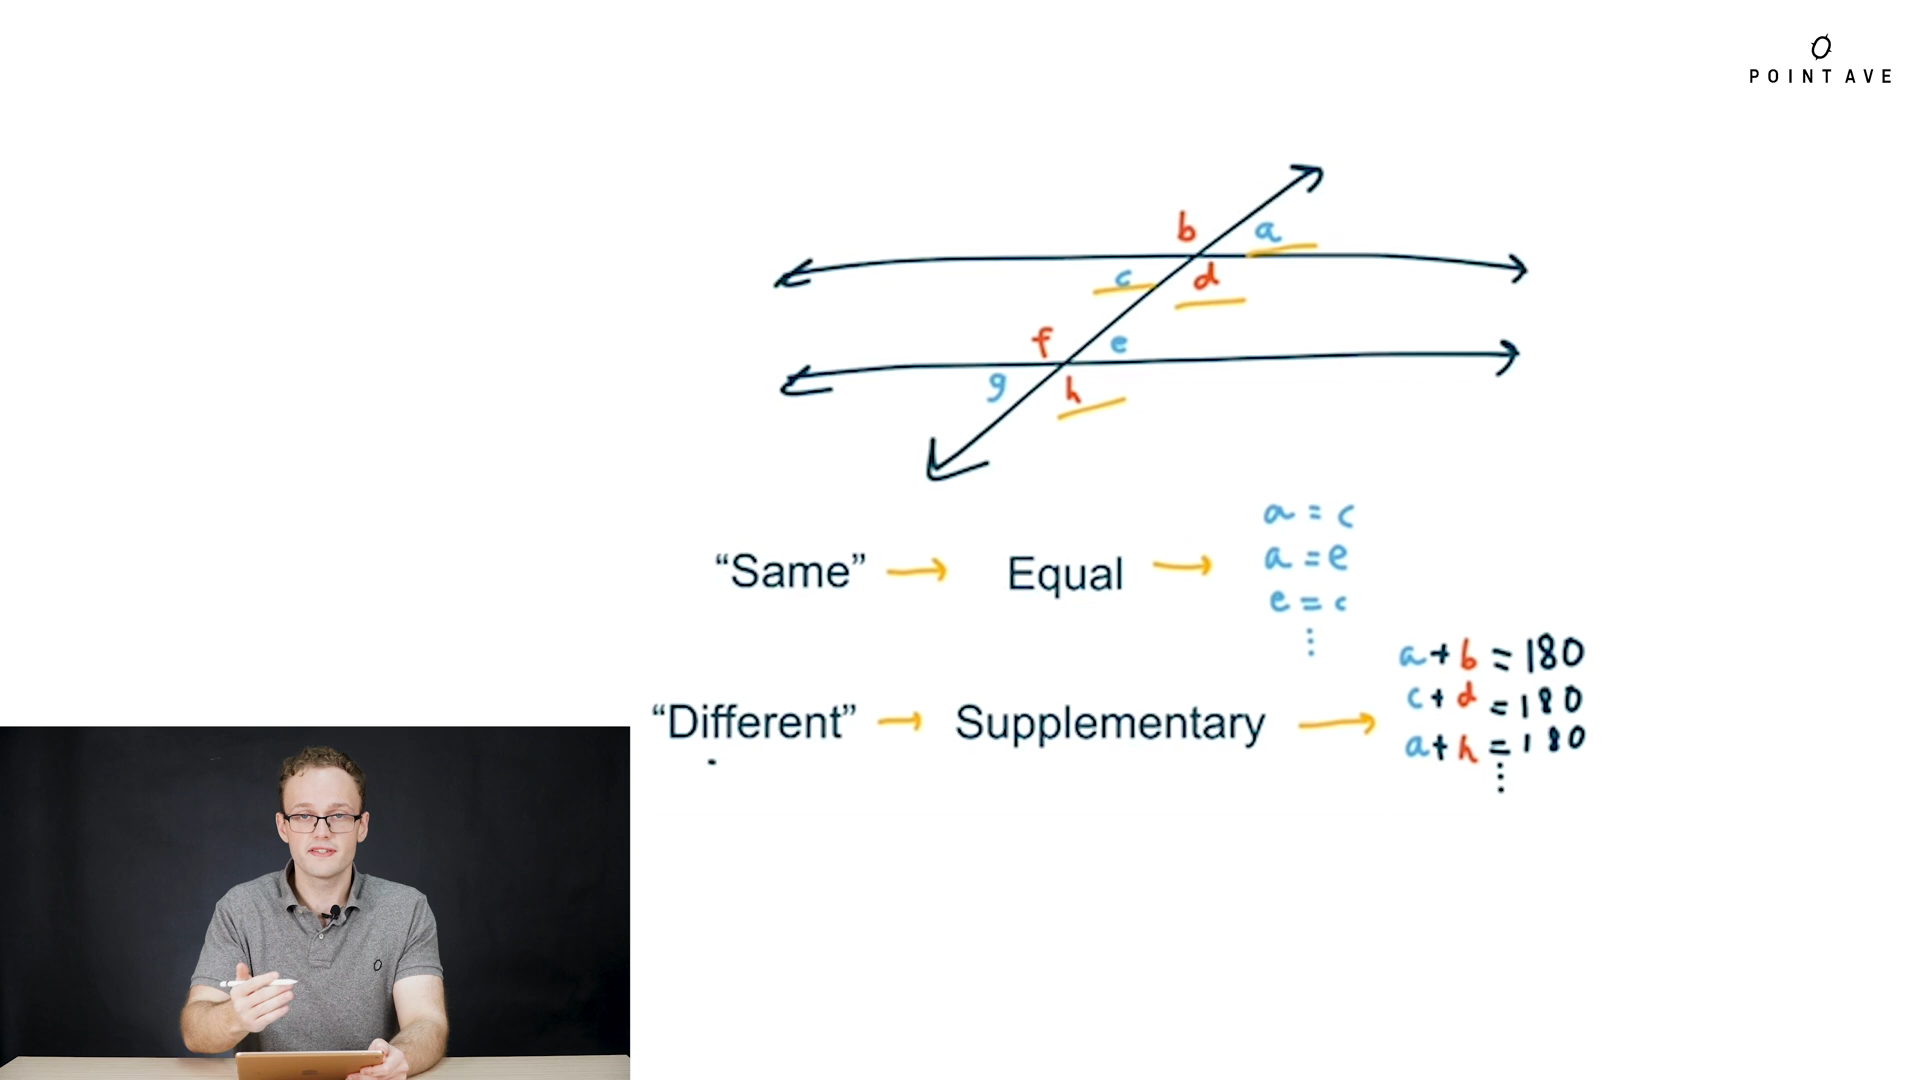 POINT AVE
b a
c d
f e
g h
a = c
a = e
e = c
“Same” → Equal →
a + b = 180
c + d = 180
a + h = 180
“Different” → Supplementary →